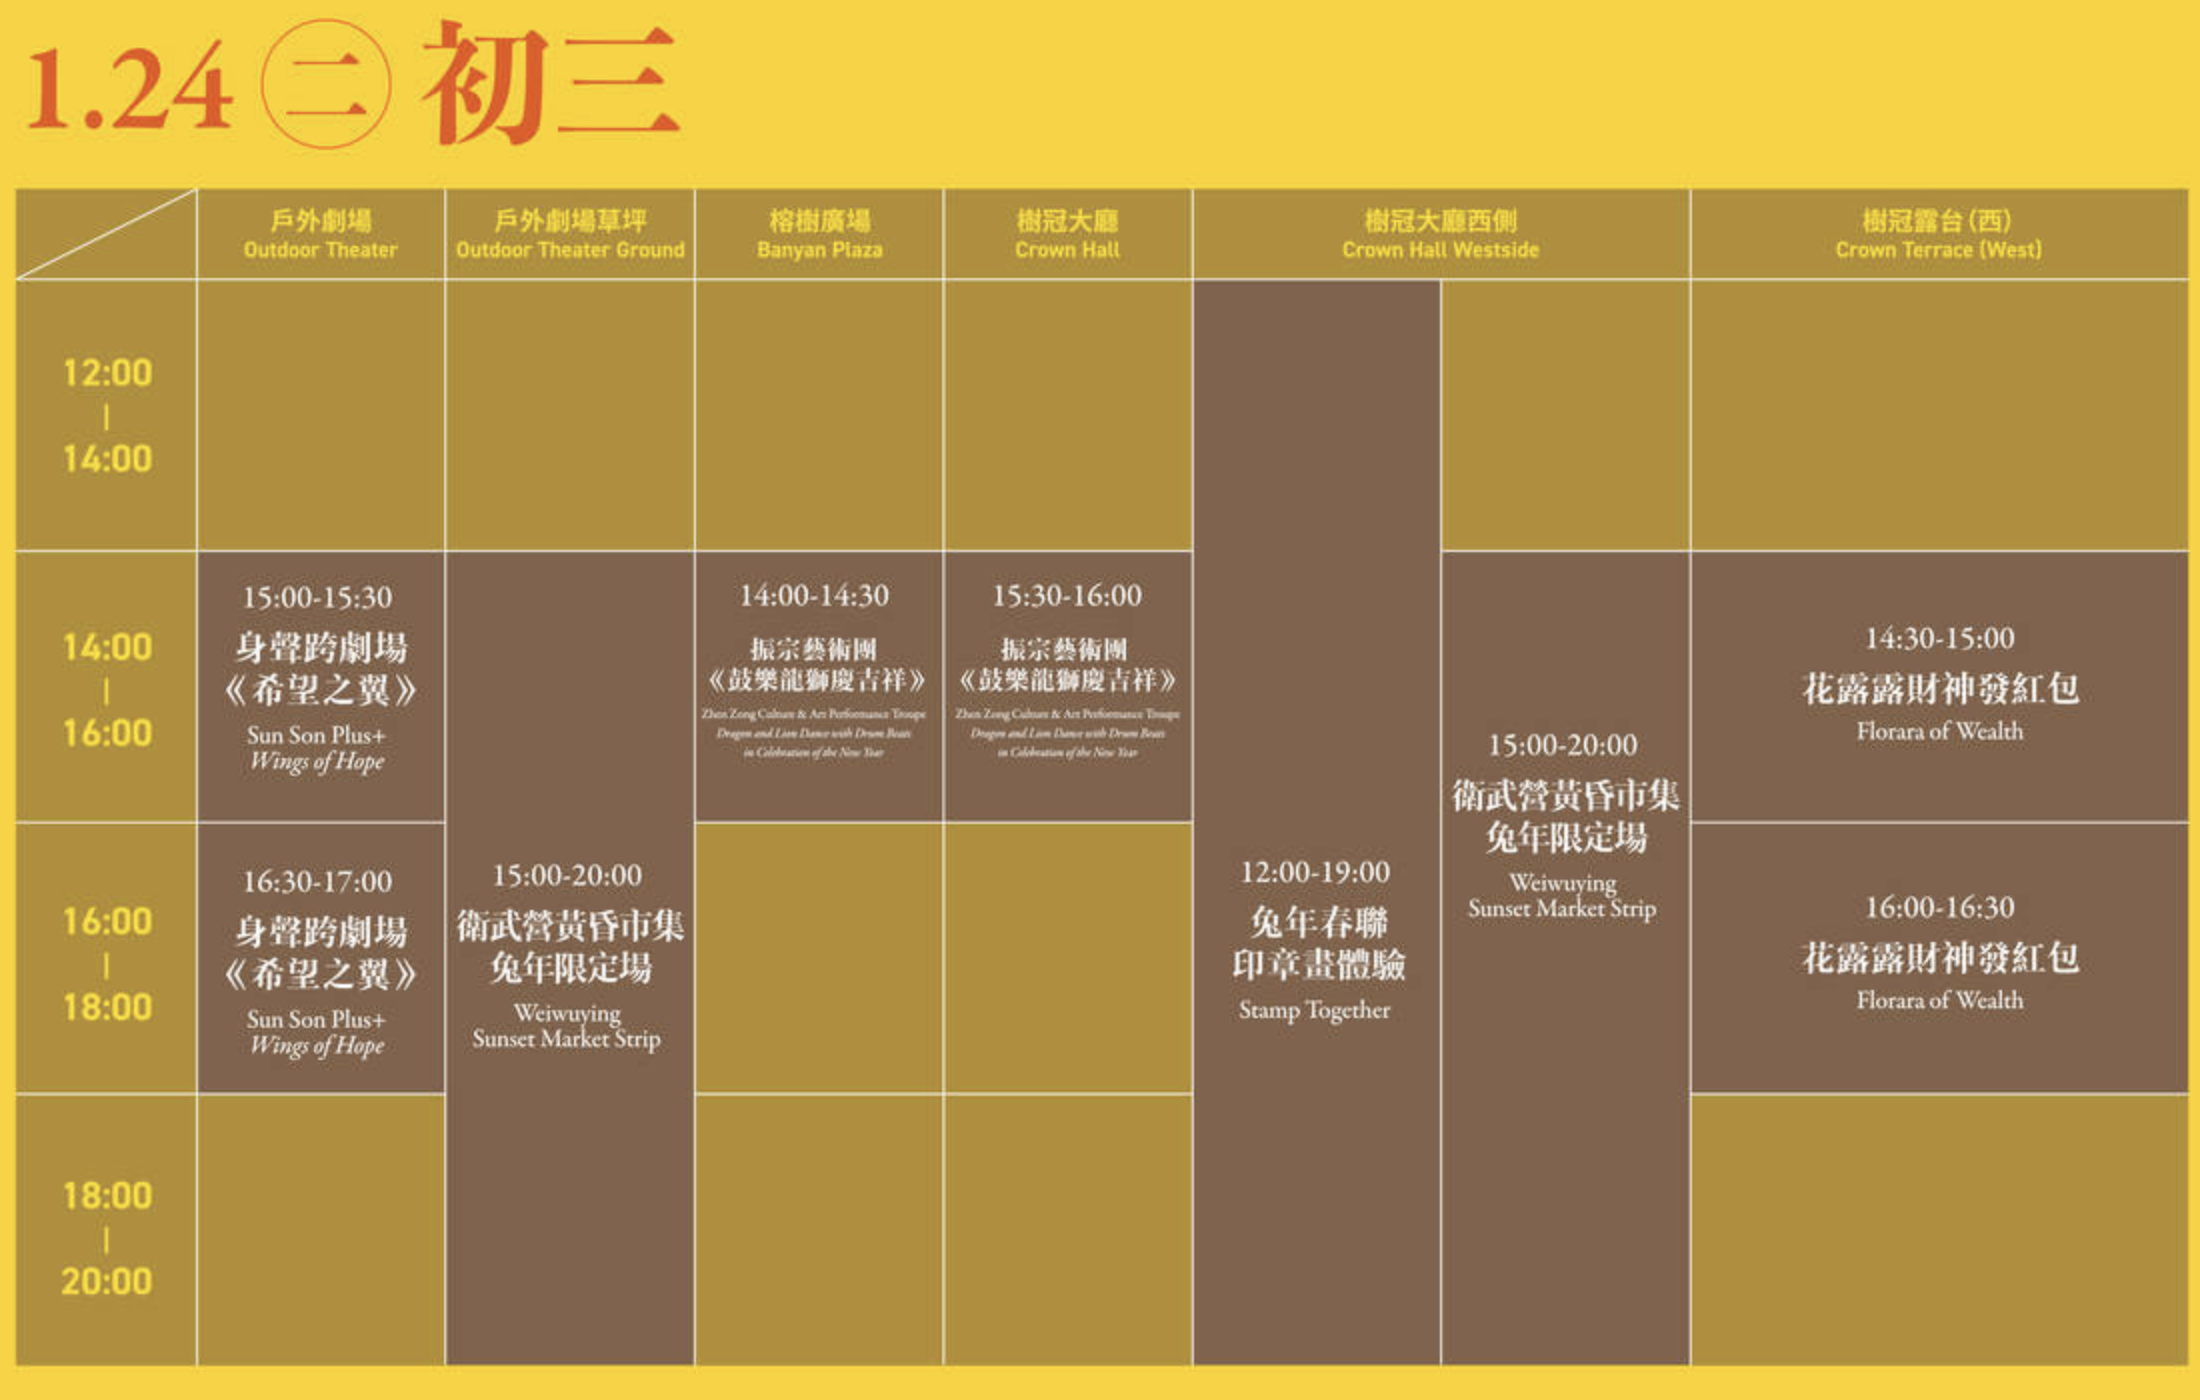 1.24 ㊁ 初三
戶外劇場
Outdoor Theater
戶外劇場草坪
Outdoor Theater Ground
榕樹廣場
Banyan Plaza
樹冠大廳
Crown Hall
樹冠大廳西側
Crown Hall Westside
樹冠露台(西)
Crown Terrace (West)
12:00
|
14:00
14:00
|
16:00
15:00-15:30
身聲跨劇場
《希望之翼》
Sun Son Plus+
Wings of Hope
14:00-14:30
振宗藝術團
《鼓樂龍獅慶吉祥》
Zhen Zong Culture & Art Performance Troupe
Dragon and Lion Dance with Drum Beats
in Celebration of the New Year
15:30-16:00
振宗藝術團
《鼓樂龍獅慶吉祥》
Zhen Zong Culture & Art Performance Troupe
Dragon and Lion Dance with Drum Beats
in Celebration of the New Year
14:30-15:00
花露露財神發紅包
Florara of Wealth
15:00-20:00
衛武營黃昏市集
兔年限定場
Weiwuying
Sunset Market Strip
16:00
|
18:00
16:30-17:00
身聲跨劇場
《希望之翼》
Sun Son Plus+
Wings of Hope
15:00-20:00
衛武營黃昏市集
兔年限定場
Weiwuying
Sunset Market Strip
12:00-19:00
兔年春聯
印章畫體驗
Stamp Together
16:00-16:30
花露露財神發紅包
Florara of Wealth
18:00
|
20:00